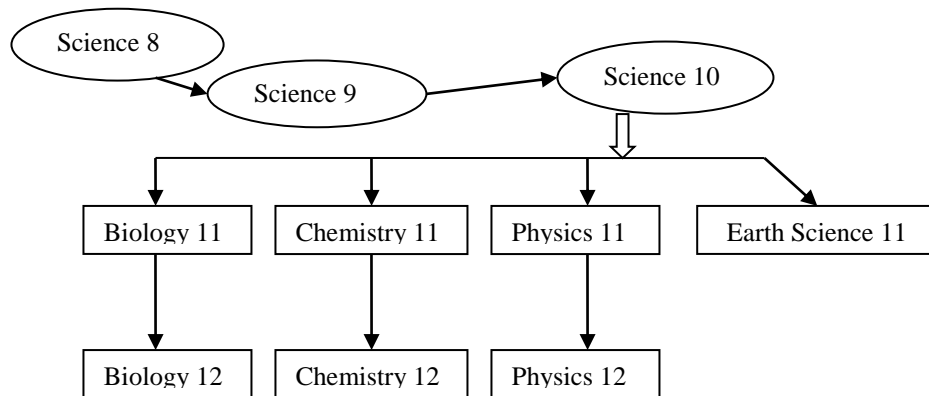 Science 8
Science 9
Science 10
Biology 11
Chemistry 11
Physics 11
Earth Science 11
Biology 12
Chemistry 12
Physics 12